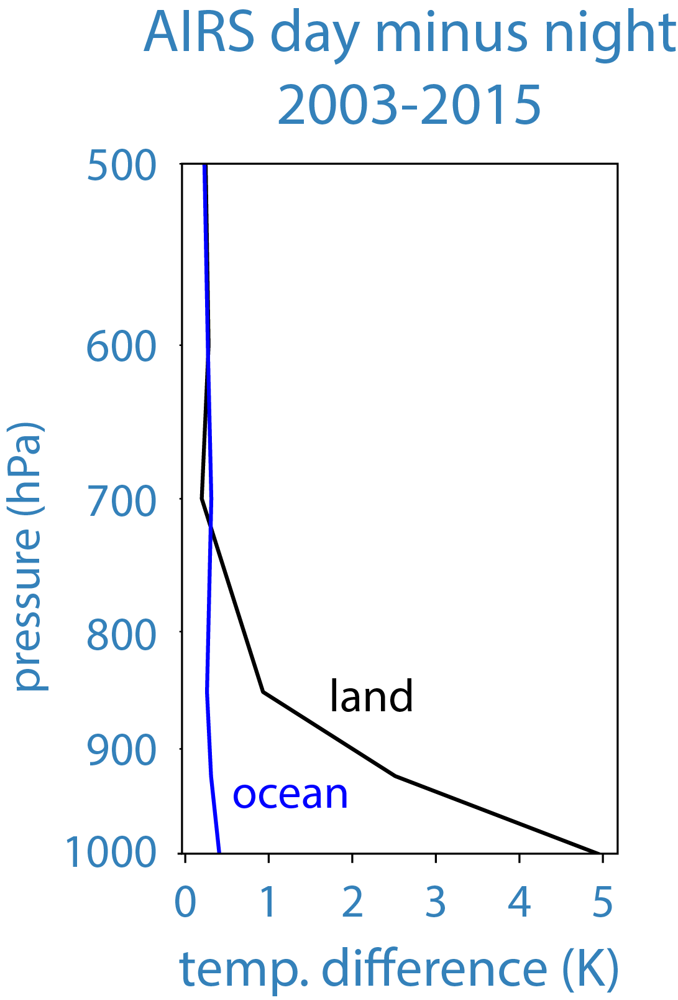 AIRS day minus night
2003-2015
500
600
700
800
900
1000
pressure (hPa)
land
ocean
0 1 2 3 4 5
temp. difference (K)